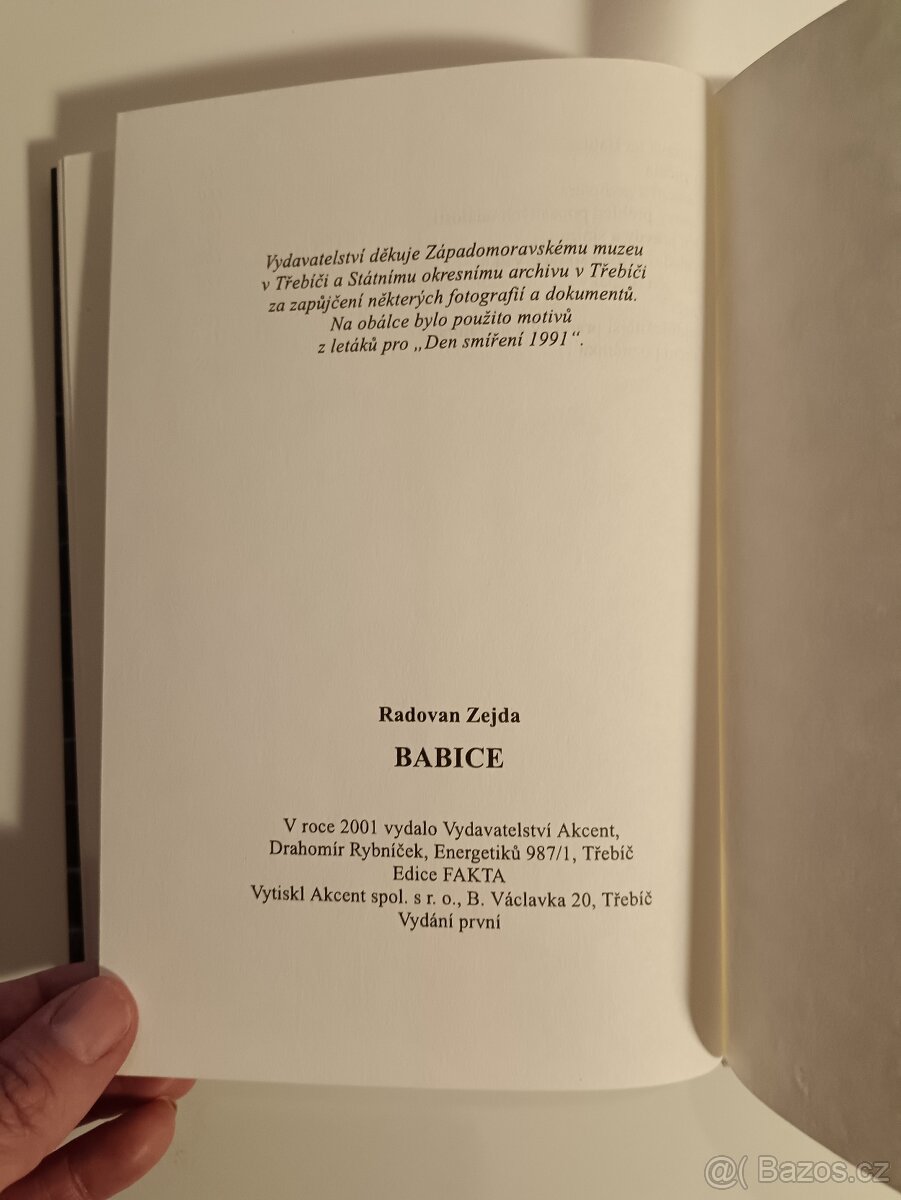 Vydavatelství děkuje Západomoravskému muzeu
v Třebíči a Státnímu okresnímu archivu v Třebíči
za zapůjčení některých fotografií a dokumentů.
Na obálce bylo použito motivů
z letáků pro „Den smíření 1991“.
Radovan Zejda
BABICE
V roce 2001 vydalo Vydavatelství Akcent,
Drahomír Rybníček, Energetiků 987/1, Třebíč
Edice FAKTA
Vytiskl Akcent spol. s r. o., B. Václavka 20, Třebíč
Vydání první
@( Bazos.cz